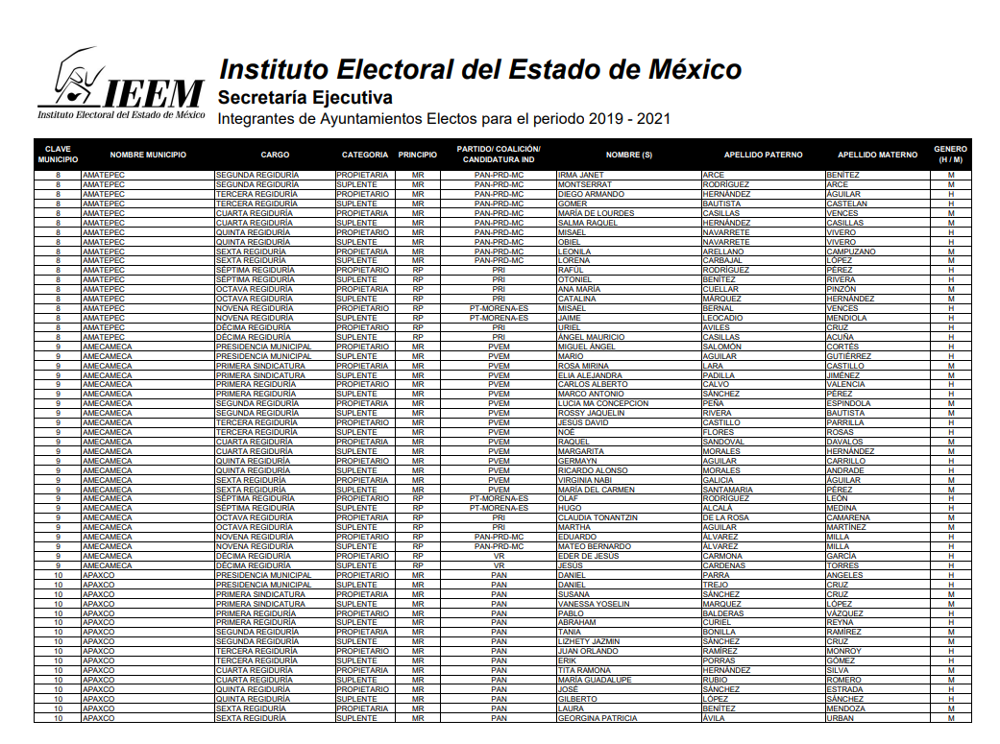 IEEM
Instituto Electoral del Estado de México
Instituto Electoral del Estado de México
Secretaría Ejecutiva
Integrantes de Ayuntamientos Electos para el periodo 2019 - 2021
CLAVE MUNICIPIO NOMBRE MUNICIPIO CARGO CATEGORIA PRINCIPIO PARTIDO/ COALICIÓN/ CANDIDATURA IND NOMBRE (S) APELLIDO PATERNO APELLIDO MATERNO GENERO (H / M)
8 AMATEPEC SEGUNDA REGIDURÍA PROPIETARIA MR PAN-PRD-MC IRMA JANET ARCE BENÍTEZ M
8 AMATEPEC SEGUNDA REGIDURÍA SUPLENTE MR PAN-PRD-MC MONTSERRAT RODRÍGUEZ ARCE M
8 AMATEPEC TERCERA REGIDURÍA PROPIETARIO MR PAN-PRD-MC DIEGO ARMANDO HERNÁNDEZ ÁGUILAR H
8 AMATEPEC TERCERA REGIDURÍA SUPLENTE MR PAN-PRD-MC GOMER BAUTISTA CASTELAN H
8 AMATEPEC CUARTA REGIDURÍA PROPIETARIA MR PAN-PRD-MC MARÍA DE LOURDES CASILLAS VENCES M
8 AMATEPEC CUARTA REGIDURÍA SUPLENTE MR PAN-PRD-MC SALMA RAQUEL HERNÁNDEZ CASILLAS M
8 AMATEPEC QUINTA REGIDURÍA PROPIETARIO MR PAN-PRD-MC MISAEL NAVARRETE VIVERO H
8 AMATEPEC QUINTA REGIDURÍA SUPLENTE MR PAN-PRD-MC OBIEL NAVARRETE VIVERO H
8 AMATEPEC SEXTA REGIDURÍA PROPIETARIA MR PAN-PRD-MC LEONILA ARELLANO CAMPUZANO M
8 AMATEPEC SEXTA REGIDURÍA SUPLENTE MR PAN-PRD-MC LORENA CARBAJAL LÓPEZ M
8 AMATEPEC SÉPTIMA REGIDURÍA PROPIETARIO RP PRI RAFÚL RODRÍGUEZ PÉREZ H
8 AMATEPEC SÉPTIMA REGIDURÍA SUPLENTE RP PRI OTONIEL BENÍTEZ RIVERA H
8 AMATEPEC OCTAVA REGIDURÍA PROPIETARIA RP PRI ANA MARÍA CUELLAR PINZÓN M
8 AMATEPEC OCTAVA REGIDURÍA SUPLENTE RP PRI CATALINA MÁRQUEZ HERNÁNDEZ M
8 AMATEPEC NOVENA REGIDURÍA PROPIETARIO RP PT-MORENA-ES MISAEL BERNAL VENCES H
8 AMATEPEC NOVENA REGIDURÍA SUPLENTE RP PT-MORENA-ES JAIME LEOCADIO MENDIOLA H
8 AMATEPEC DÉCIMA REGIDURÍA PROPIETARIO RP PRI URIEL AVILES CRUZ H
8 AMATEPEC DÉCIMA REGIDURÍA SUPLENTE RP PRI ÁNGEL MAURICIO CASILLAS ACUÑA H
9 AMECAMECA PRESIDENCIA MUNICIPAL PROPIETARIO MR PVEM MIGUEL ÁNGEL SALOMÓN CORTÉS H
9 AMECAMECA PRESIDENCIA MUNICIPAL SUPLENTE MR PVEM MARIO AGUILAR GUTIÉRREZ H
9 AMECAMECA PRIMERA SINDICATURA PROPIETARIA MR PVEM ROSA MIRINA LARA CASTILLO M
9 AMECAMECA PRIMERA SINDICATURA SUPLENTE MR PVEM ELIA ALEJANDRA PADILLA JIMÉNEZ M
9 AMECAMECA PRIMERA REGIDURÍA PROPIETARIO MR PVEM CARLOS ALBERTO CALVO VALENCIA H
9 AMECAMECA PRIMERA REGIDURÍA SUPLENTE MR PVEM MARCO ANTONIO SÁNCHEZ PÉREZ H
9 AMECAMECA SEGUNDA REGIDURÍA PROPIETARIA MR PVEM LUCIA MA CONCEPCION PEÑA ESPINDOLA M
9 AMECAMECA SEGUNDA REGIDURÍA SUPLENTE MR PVEM ROSSY JAQUELIN RIVERA BAUTISTA M
9 AMECAMECA TERCERA REGIDURÍA PROPIETARIO MR PVEM JESÚS DAVID CASTILLO PARRILLA H
9 AMECAMECA TERCERA REGIDURÍA SUPLENTE MR PVEM NOÉ FLORES ROSAS H
9 AMECAMECA CUARTA REGIDURÍA PROPIETARIA MR PVEM RAQUEL SANDOVAL DAVALOS M
9 AMECAMECA CUARTA REGIDURÍA SUPLENTE MR PVEM MARGARITA MORALES HERNÁNDEZ M
9 AMECAMECA QUINTA REGIDURÍA PROPIETARIO MR PVEM GERMAYN AGUILAR CARRILLO H
9 AMECAMECA QUINTA REGIDURÍA SUPLENTE MR PVEM RICARDO ALONSO MORALES ANDRADE H
9 AMECAMECA SEXTA REGIDURÍA PROPIETARIA MR PVEM VIRGINIA NABI GALICIA ÁGUILAR M
9 AMECAMECA SEXTA REGIDURÍA SUPLENTE MR PVEM MARÍA DEL CARMEN SANTAMARIA PÉREZ M
9 AMECAMECA SÉPTIMA REGIDURÍA PROPIETARIO RP PT-MORENA-ES OLAF RODRÍGUEZ LEÓN H
9 AMECAMECA SÉPTIMA REGIDURÍA SUPLENTE RP PT-MORENA-ES HUGO ALCALÁ MEDINA H
9 AMECAMECA OCTAVA REGIDURÍA PROPIETARIA RP PRI CLAUDIA TONANTZIN DE LA ROSA CAMARENA M
9 AMECAMECA OCTAVA REGIDURÍA SUPLENTE RP PRI MARTHA AGUILAR MARTÍNEZ M
9 AMECAMECA NOVENA REGIDURÍA PROPIETARIO RP PAN-PRD-MC EDUARDO ÁLVAREZ MILLA H
9 AMECAMECA NOVENA REGIDURÍA SUPLENTE RP PAN-PRD-MC MATEO BERNARDO ÁLVAREZ MILLA H
9 AMECAMECA DÉCIMA REGIDURÍA PROPIETARIO RP VR EDER DE JESÚS CARMONA GARCÍA H
9 AMECAMECA DÉCIMA REGIDURÍA SUPLENTE RP VR JESÚS CARDENAS TORRES H
10 APAXCO PRESIDENCIA MUNICIPAL PROPIETARIO MR PAN DANIEL PARRA ANGELES H
10 APAXCO PRESIDENCIA MUNICIPAL SUPLENTE MR PAN DANIEL TREJO CRUZ H
10 APAXCO PRIMERA SINDICATURA PROPIETARIA MR PAN SUSANA SÁNCHEZ CRUZ M
10 APAXCO PRIMERA SINDICATURA SUPLENTE MR PAN VANESSA YOSELIN MARQUEZ LÓPEZ M
10 APAXCO PRIMERA REGIDURÍA PROPIETARIO MR PAN PABLO BALDERAS VÁZQUEZ H
10 APAXCO PRIMERA REGIDURÍA SUPLENTE MR PAN ABRAHAM CURIEL REYNA H
10 APAXCO SEGUNDA REGIDURÍA PROPIETARIA MR PAN TANIA BONILLA RAMÍREZ M
10 APAXCO SEGUNDA REGIDURÍA SUPLENTE MR PAN LIZHETY JAZMIN SÁNCHEZ CRUZ M
10 APAXCO TERCERA REGIDURÍA PROPIETARIO MR PAN JUAN ORLANDO RAMÍREZ MONROY H
10 APAXCO TERCERA REGIDURÍA SUPLENTE MR PAN ERIK PORRAS GÓMEZ H
10 APAXCO CUARTA REGIDURÍA PROPIETARIA MR PAN TITA RAMONA HERNÁNDEZ SILVA M
10 APAXCO CUARTA REGIDURÍA SUPLENTE MR PAN MARÍA GUADALUPE RUBIO ROMERO M
10 APAXCO QUINTA REGIDURÍA PROPIETARIO MR PAN JOSÉ SÁNCHEZ ESTRADA H
10 APAXCO QUINTA REGIDURÍA SUPLENTE MR PAN GILBERTO LÓPEZ SÁNCHEZ H
10 APAXCO SEXTA REGIDURÍA PROPIETARIA MR PAN LAURA BENÍTEZ MENDOZA M
10 APAXCO SEXTA REGIDURÍA SUPLENTE MR PAN GEORGINA PATRICIA ÁVILA URBAN M